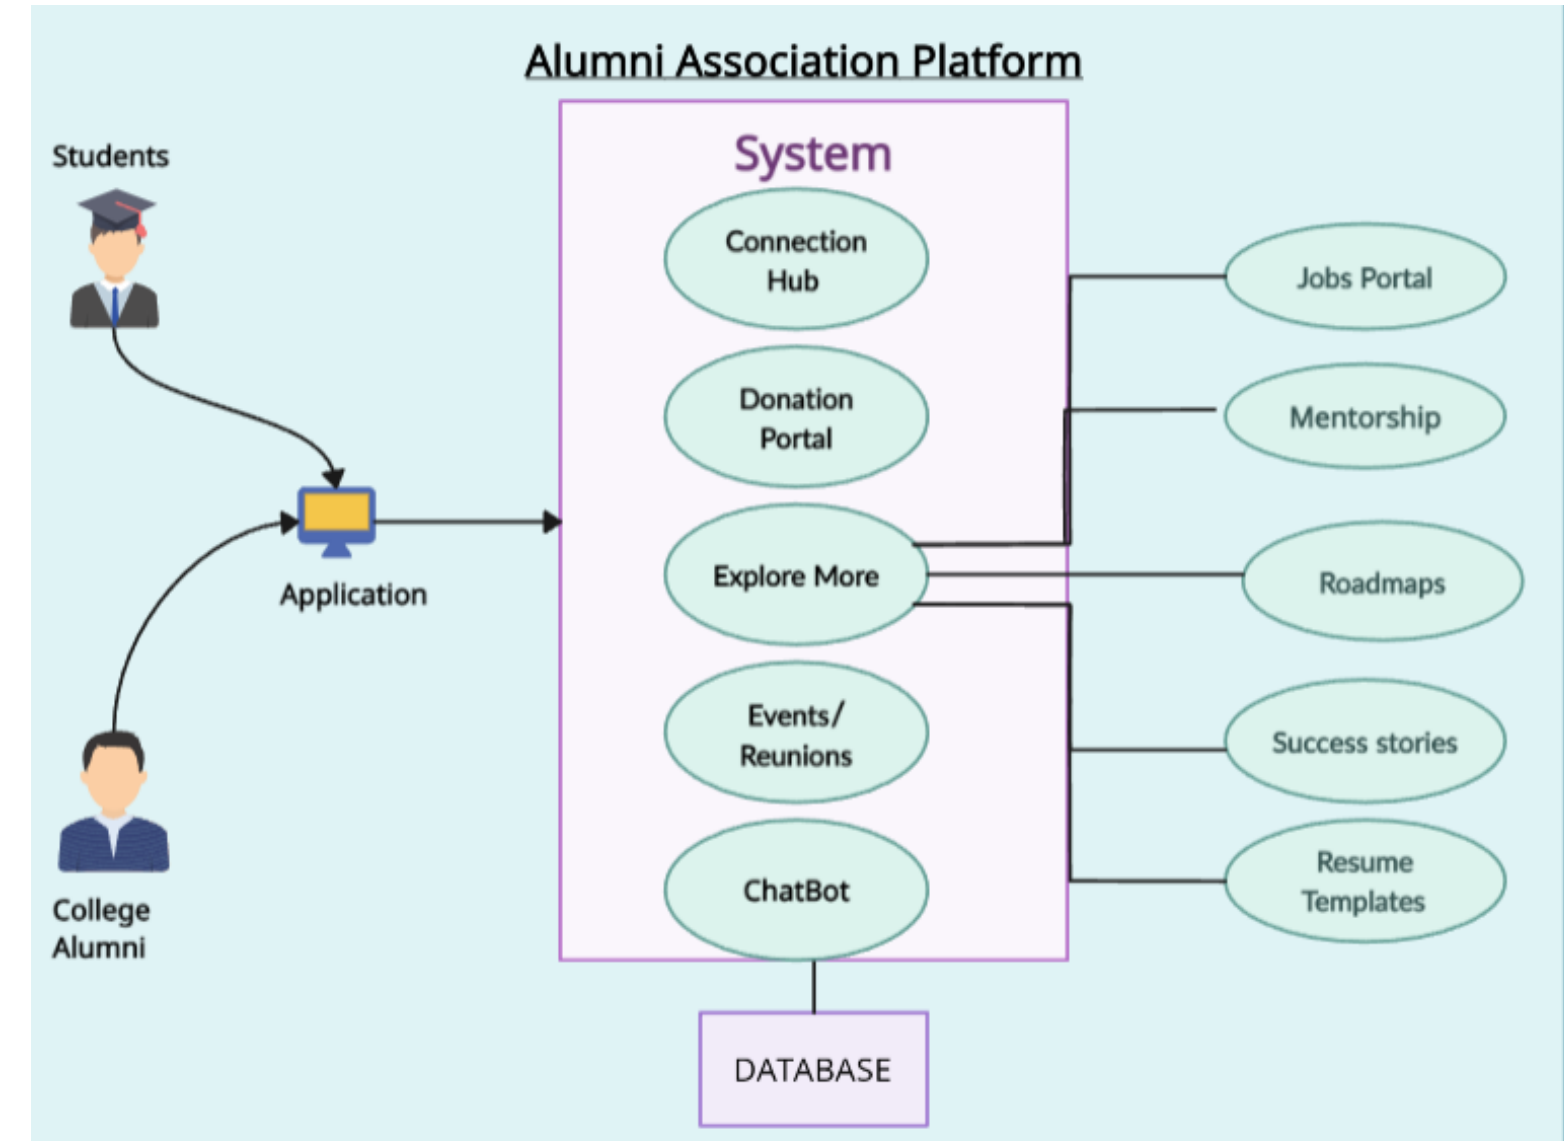 Alumni Association Platform
Students
Application
College
Alumni
System
Connection
Hub
Donation
Portal
Explore More
Events/
Reunions
ChatBot
Jobs Portal
Mentorship
Roadmaps
Success stories
Resume
Templates
DATABASE